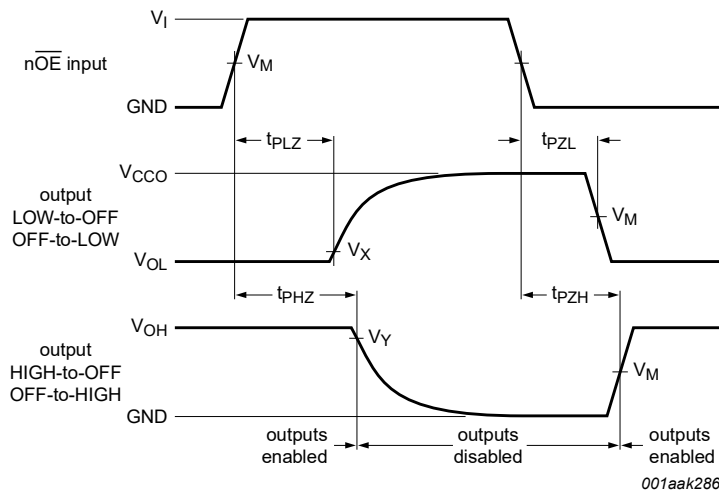 VI
nOE input
VM
GND
tPLZ
tPZL
VCCO
output
LOW-to-OFF
OFF-to-LOW
VM
VX
VOL
tPHZ
tPZH
VOH
VY
output
HIGH-to-OFF
OFF-to-HIGH
VM
GND
outputs
enabled
outputs
disabled
outputs
enabled
001aak286